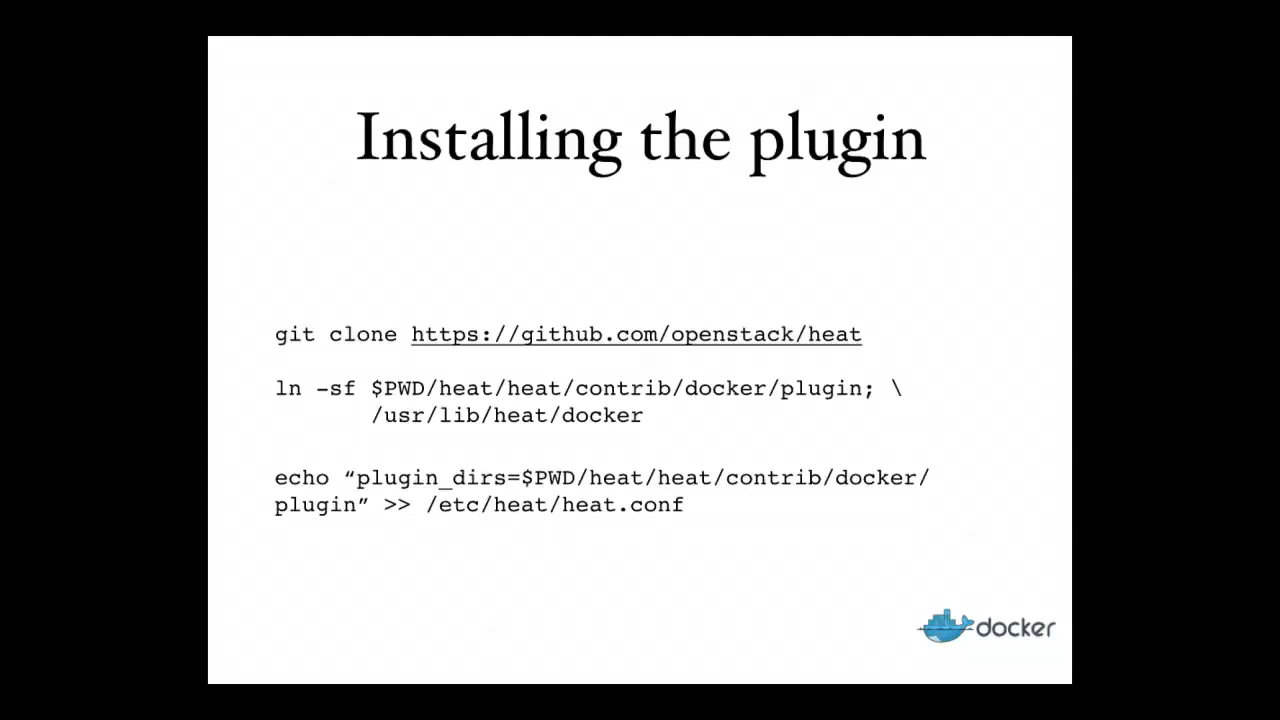 Installing the plugin
git clone https://github.com/openstack/heat
ln -sf $PWD/heat/heat/contrib/docker/plugin; \
/usr/lib/heat/docker
echo “plugin_dirs=$PWD/heat/heat/contrib/docker/
plugin” >> /etc/heat/heat.conf
docker